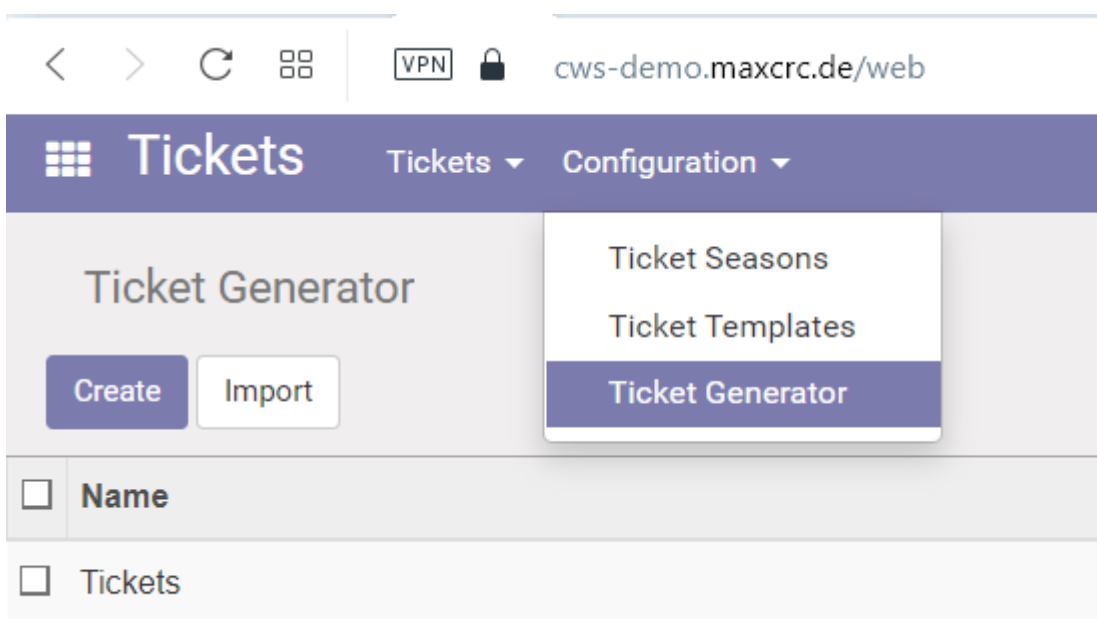 VPN cws-demo.maxcrc.de/web
Tickets Tickets Configuration
Ticket Seasons
Ticket Generator
Ticket Templates
Create Import
Ticket Generator
Name
Tickets